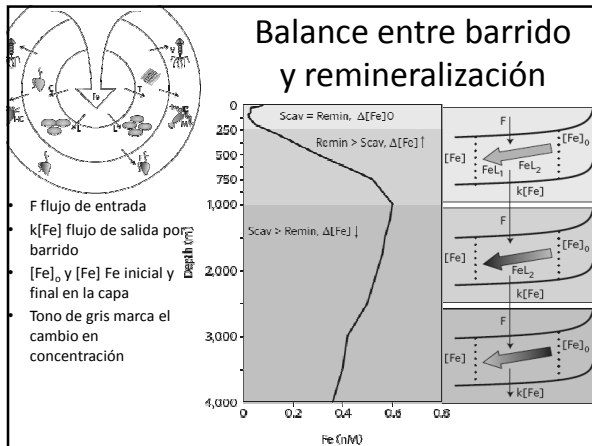 Balance entre barrido
y remineralización
Fe
C
T
L
L
V
HG
M
I
• F flujo de entrada
• k[Fe] flujo de salida por
barrido
• [Fe]₀ y [Fe] Fe inicial y
final en la capa
• Tono de gris marca el
cambio en
concentración
0
250
500
750
1,000
2,000
3,000
4,000
Depth (m)
Scav = Remin, Δ[Fe]0
Remin > Scav, Δ[Fe]↑
Scav > Remin, Δ[Fe]↓
0
0.2
0.4
0.6
0.8
Fe (nM)
F
[Fe]₀
[Fe]
FeL₁
FeL₂
k[Fe]
F
[Fe]
[Fe]₀
FeL₂
k[Fe]
F
[Fe]
[Fe]₀
k[Fe]